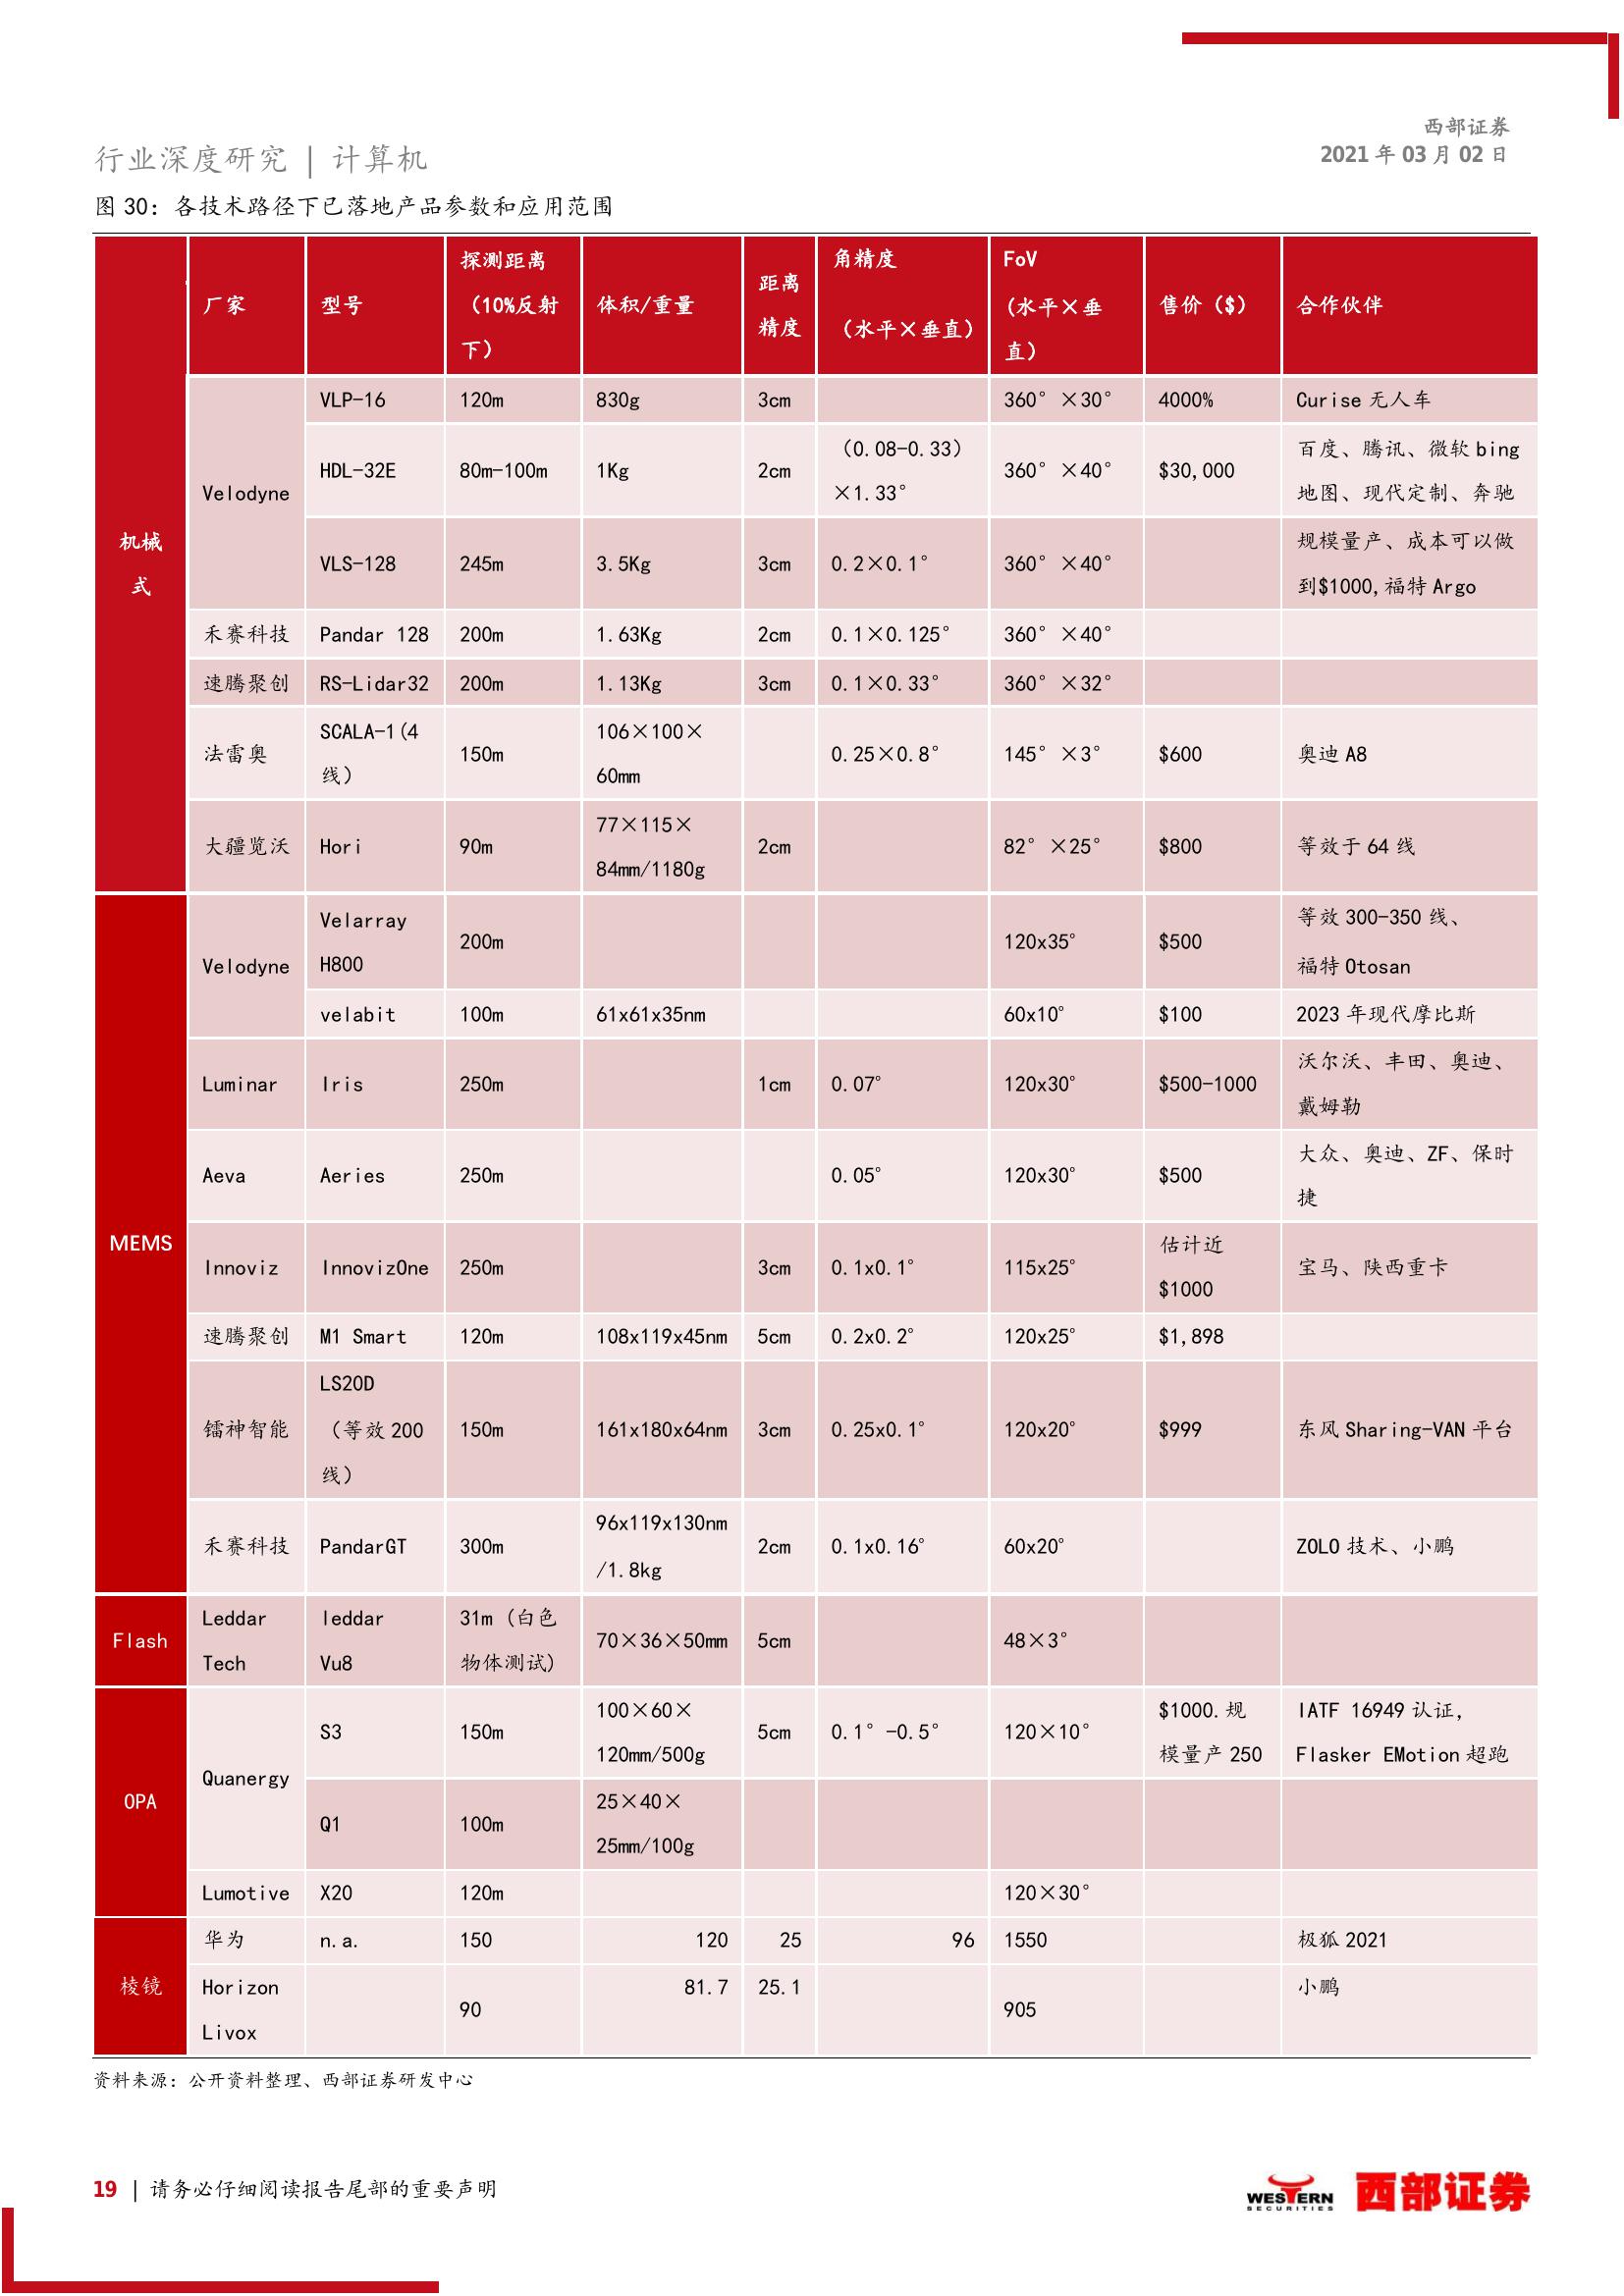 西部证券
行业深度研究 | 计算机
2021 年 03 月 02 日
图 30：各技术路径下已落地产品参数和应用范围
机械式 厂家 型号 探测距离（10%反射下） 体积/重量 距离精度 角精度（水平×垂直） FoV(水平×垂直） 售价（$） 合作伙伴
Velodyne VLP-16 120m 830g 3cm 360°×30° 4000% Curise 无人车
HDL-32E 80m-100m 1Kg 2cm （0.08-0.33）×1.33° 360°×40° $30,000 百度、腾讯、微软 bing 地图、现代定制、奔驰
VLS-128 245m 3.5Kg 3cm 0.2×0.1° 360°×40° 规模量产、成本可以做到$1000,福特 Argo
禾赛科技 Pandar 128 200m 1.63Kg 2cm 0.1×0.125° 360°×40°
速腾聚创 RS-Lidar32 200m 1.13Kg 3cm 0.1×0.33° 360°×32°
法雷奥 SCALA-1(4线） 150m 106×100×60mm 0.25×0.8° 145°×3° $600 奥迪 A8
大疆览沃 Hori 90m 77×115×84mm/1180g 2cm 82°×25° $800 等效于 64 线
MEMS Velodyne Velarray H800 200m 120x35° $500 等效 300-350 线、福特 Otosan
velabit 100m 61x61x35nm 60x10° $100 2023 年现代摩比斯
Luminar Iris 250m 1cm 0.07° 120x30° $500-1000 沃尔沃、丰田、奥迪、戴姆勒
Aeva Aeries 250m 0.05° 120x30° $500 大众、奥迪、ZF、保时捷
Innoviz InnovizOne 250m 3cm 0.1x0.1° 115x25° 估计近$1000 宝马、陕西重卡
速腾聚创 M1 Smart 120m 108x119x45nm 5cm 0.2x0.2° 120x25° $1,898
镭神智能 LS20D（等效 200线） 150m 161x180x64nm 3cm 0.25x0.1° 120x20° $999 东风 Sharing-VAN 平台
禾赛科技 PandarGT 300m 96x119x130nm/1.8kg 2cm 0.1x0.16° 60x20° ZOLO 技术、小鹏
Flash Leddar Tech leddar Vu8 31m (白色物体测试) 70×36×50mm 5cm 48×3°
OPA Quanergy S3 150m 100×60×120mm/500g 5cm 0.1°-0.5° 120×10° $1000.规模量产 250 IATF 16949 认证，Flasker EMotion 超跑
Q1 100m 25×40×25mm/100g
Lumotive X20 120m 120×30°
棱镜 华为 n.a. 150 120 25 96 1550 极狐 2021
Horizon Livox 90 81.7 25.1 905 小鹏
资料来源：公开资料整理、西部证券研发中心
19 | 请务必仔细阅读报告尾部的重要声明
WESTERN
SECURITIES
西部证券